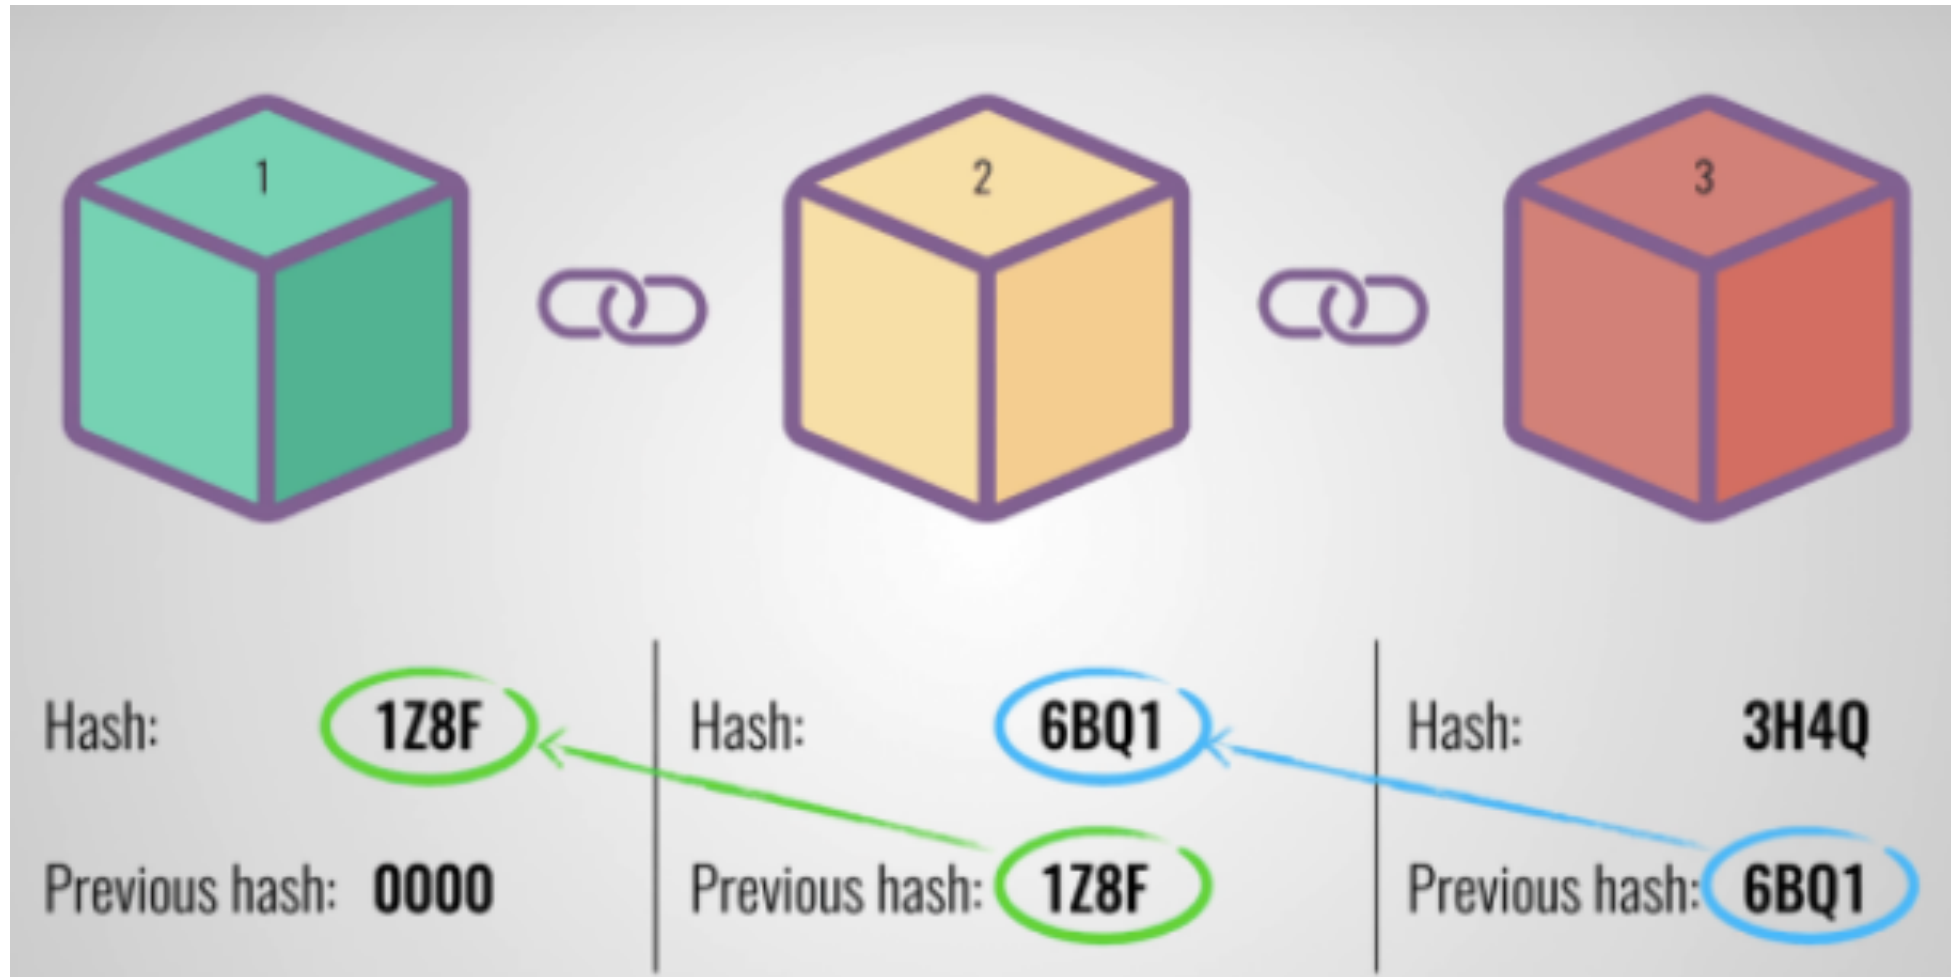 1
2
3
Hash: 1Z8F
Previous hash: 0000
Hash: 6BQ1
Previous hash: 1Z8F
Hash: 3H4Q
Previous hash: 6BQ1